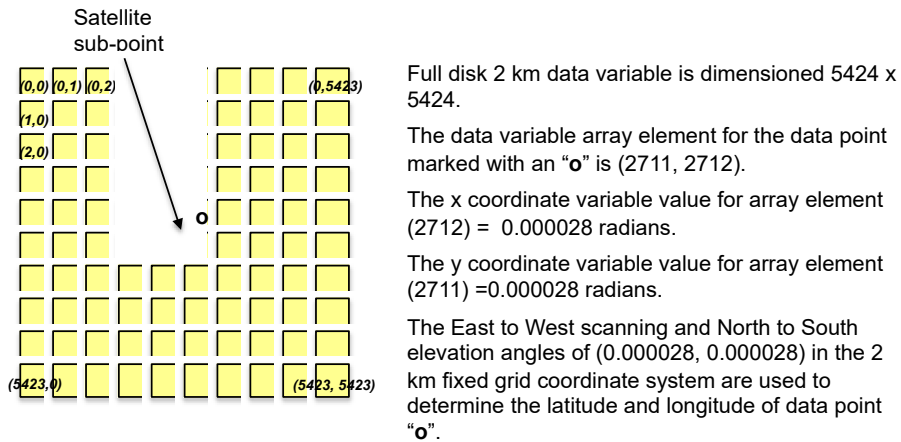 Satellite
sub-point
(0,0) (0,1) (0,2)
(0,5423)
(1,0)
(2,0)
o
(5423,0)
(5423, 5423)
Full disk 2 km data variable is dimensioned 5424 x
5424.
The data variable array element for the data point
marked with an “o” is (2711, 2712).
The x coordinate variable value for array element
(2712) = 0.000028 radians.
The y coordinate variable value for array element
(2711) =0.000028 radians.
The East to West scanning and North to South
elevation angles of (0.000028, 0.000028) in the 2
km fixed grid coordinate system are used to
determine the latitude and longitude of data point
“o”.